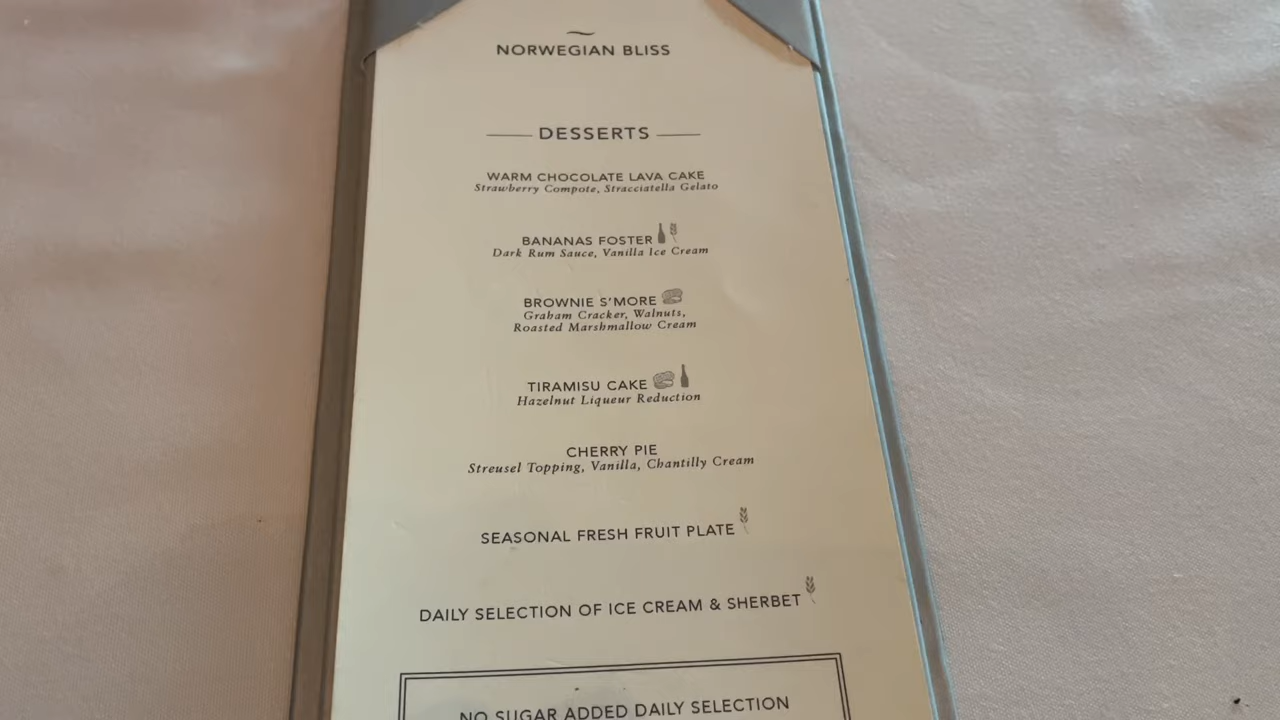 NORWEGIAN BLISS
DESSERTS
WARM CHOCOLATE LAVA CAKE
Strawberry Compote, Stracciatella Gelato
BANANAS FOSTER
Dark Rum Sauce, Vanilla Ice Cream
BROWNIE S'MORE
Graham Cracker, Walnuts,
Roasted Marshmallow Cream
TIRAMISU CAKE
Hazelnut Liqueur Reduction
CHERRY PIE
Streusel Topping, Vanilla, Chantilly Cream
SEASONAL FRESH FRUIT PLATE
DAILY SELECTION OF ICE CREAM & SHERBET
NO SUGAR ADDED DAILY SELECTION